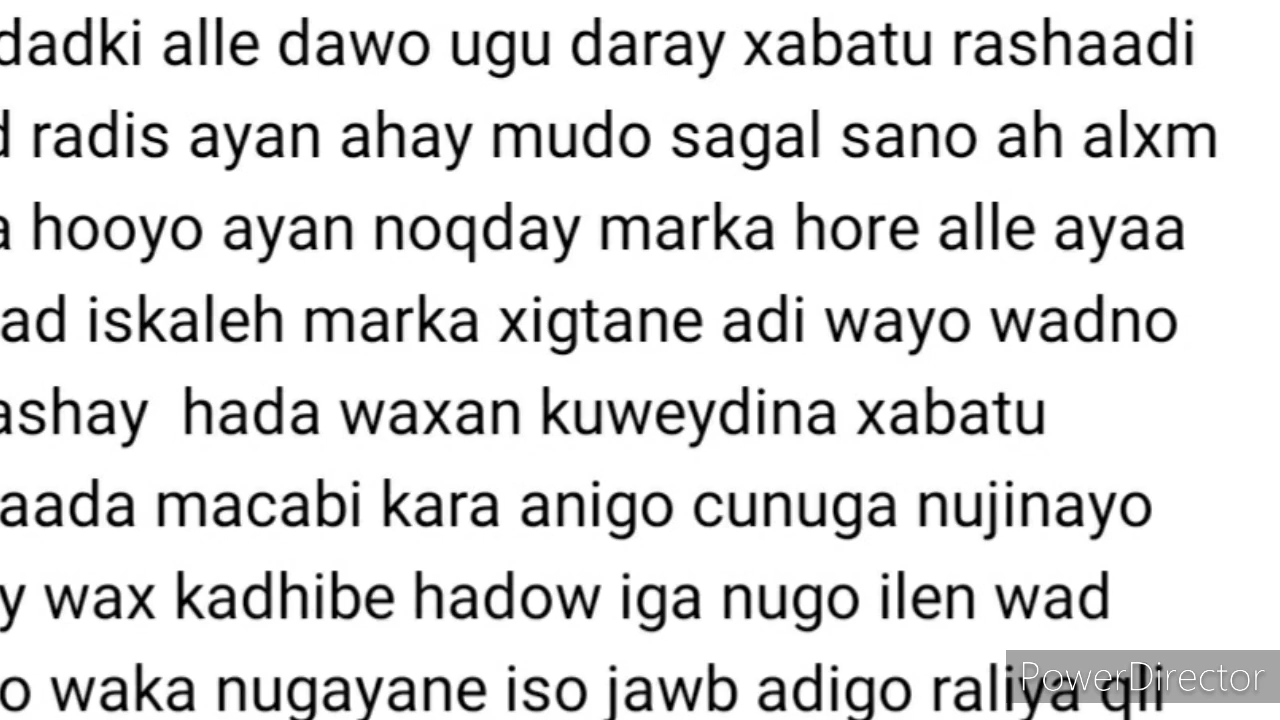 dadki alle dawo ugu daray xabatu rashaadi
d radis ayan ahay mudo sagal sano ah alxm
a hooyo ayan noqday marka hore alle ayaa
ad iskaleh marka xigtane adi wayo wadno
ashay hada waxan kuweydina xabatu
aada macabi kara anigo cunuga nujinayo
y wax kadhibe hadow iga nugo ilen wad
o waka nugayane iso jawb adigo raliya qli
PowerDirector